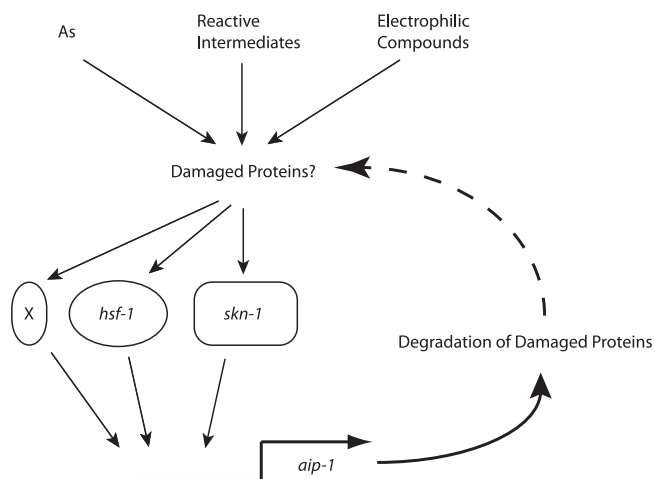 As
Reactive
Intermediates
Electrophilic
Compounds
Damaged Proteins?
X
hsf-1
skn-1
Degradation of Damaged Proteins
aip-1